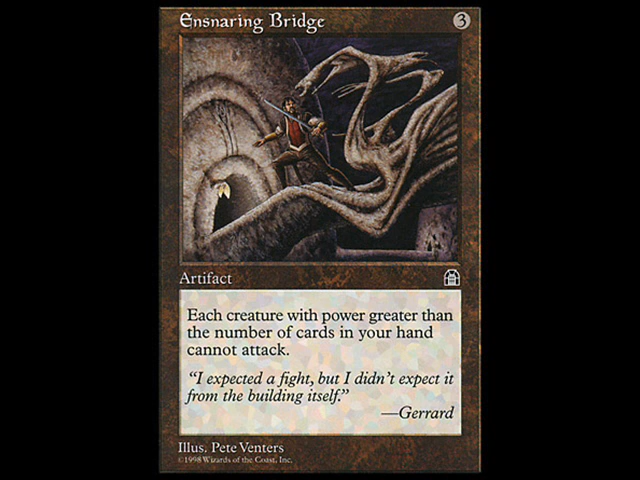 Ensnaring Bridge 3
Artifact
Each creature with power greater than
the number of cards in your hand
cannot attack.
“I expected a fight, but I didn’t expect it
from the building itself.”
—Gerrard
Illus. Pete Venters
©1998 Wizards of the Coast, Inc.